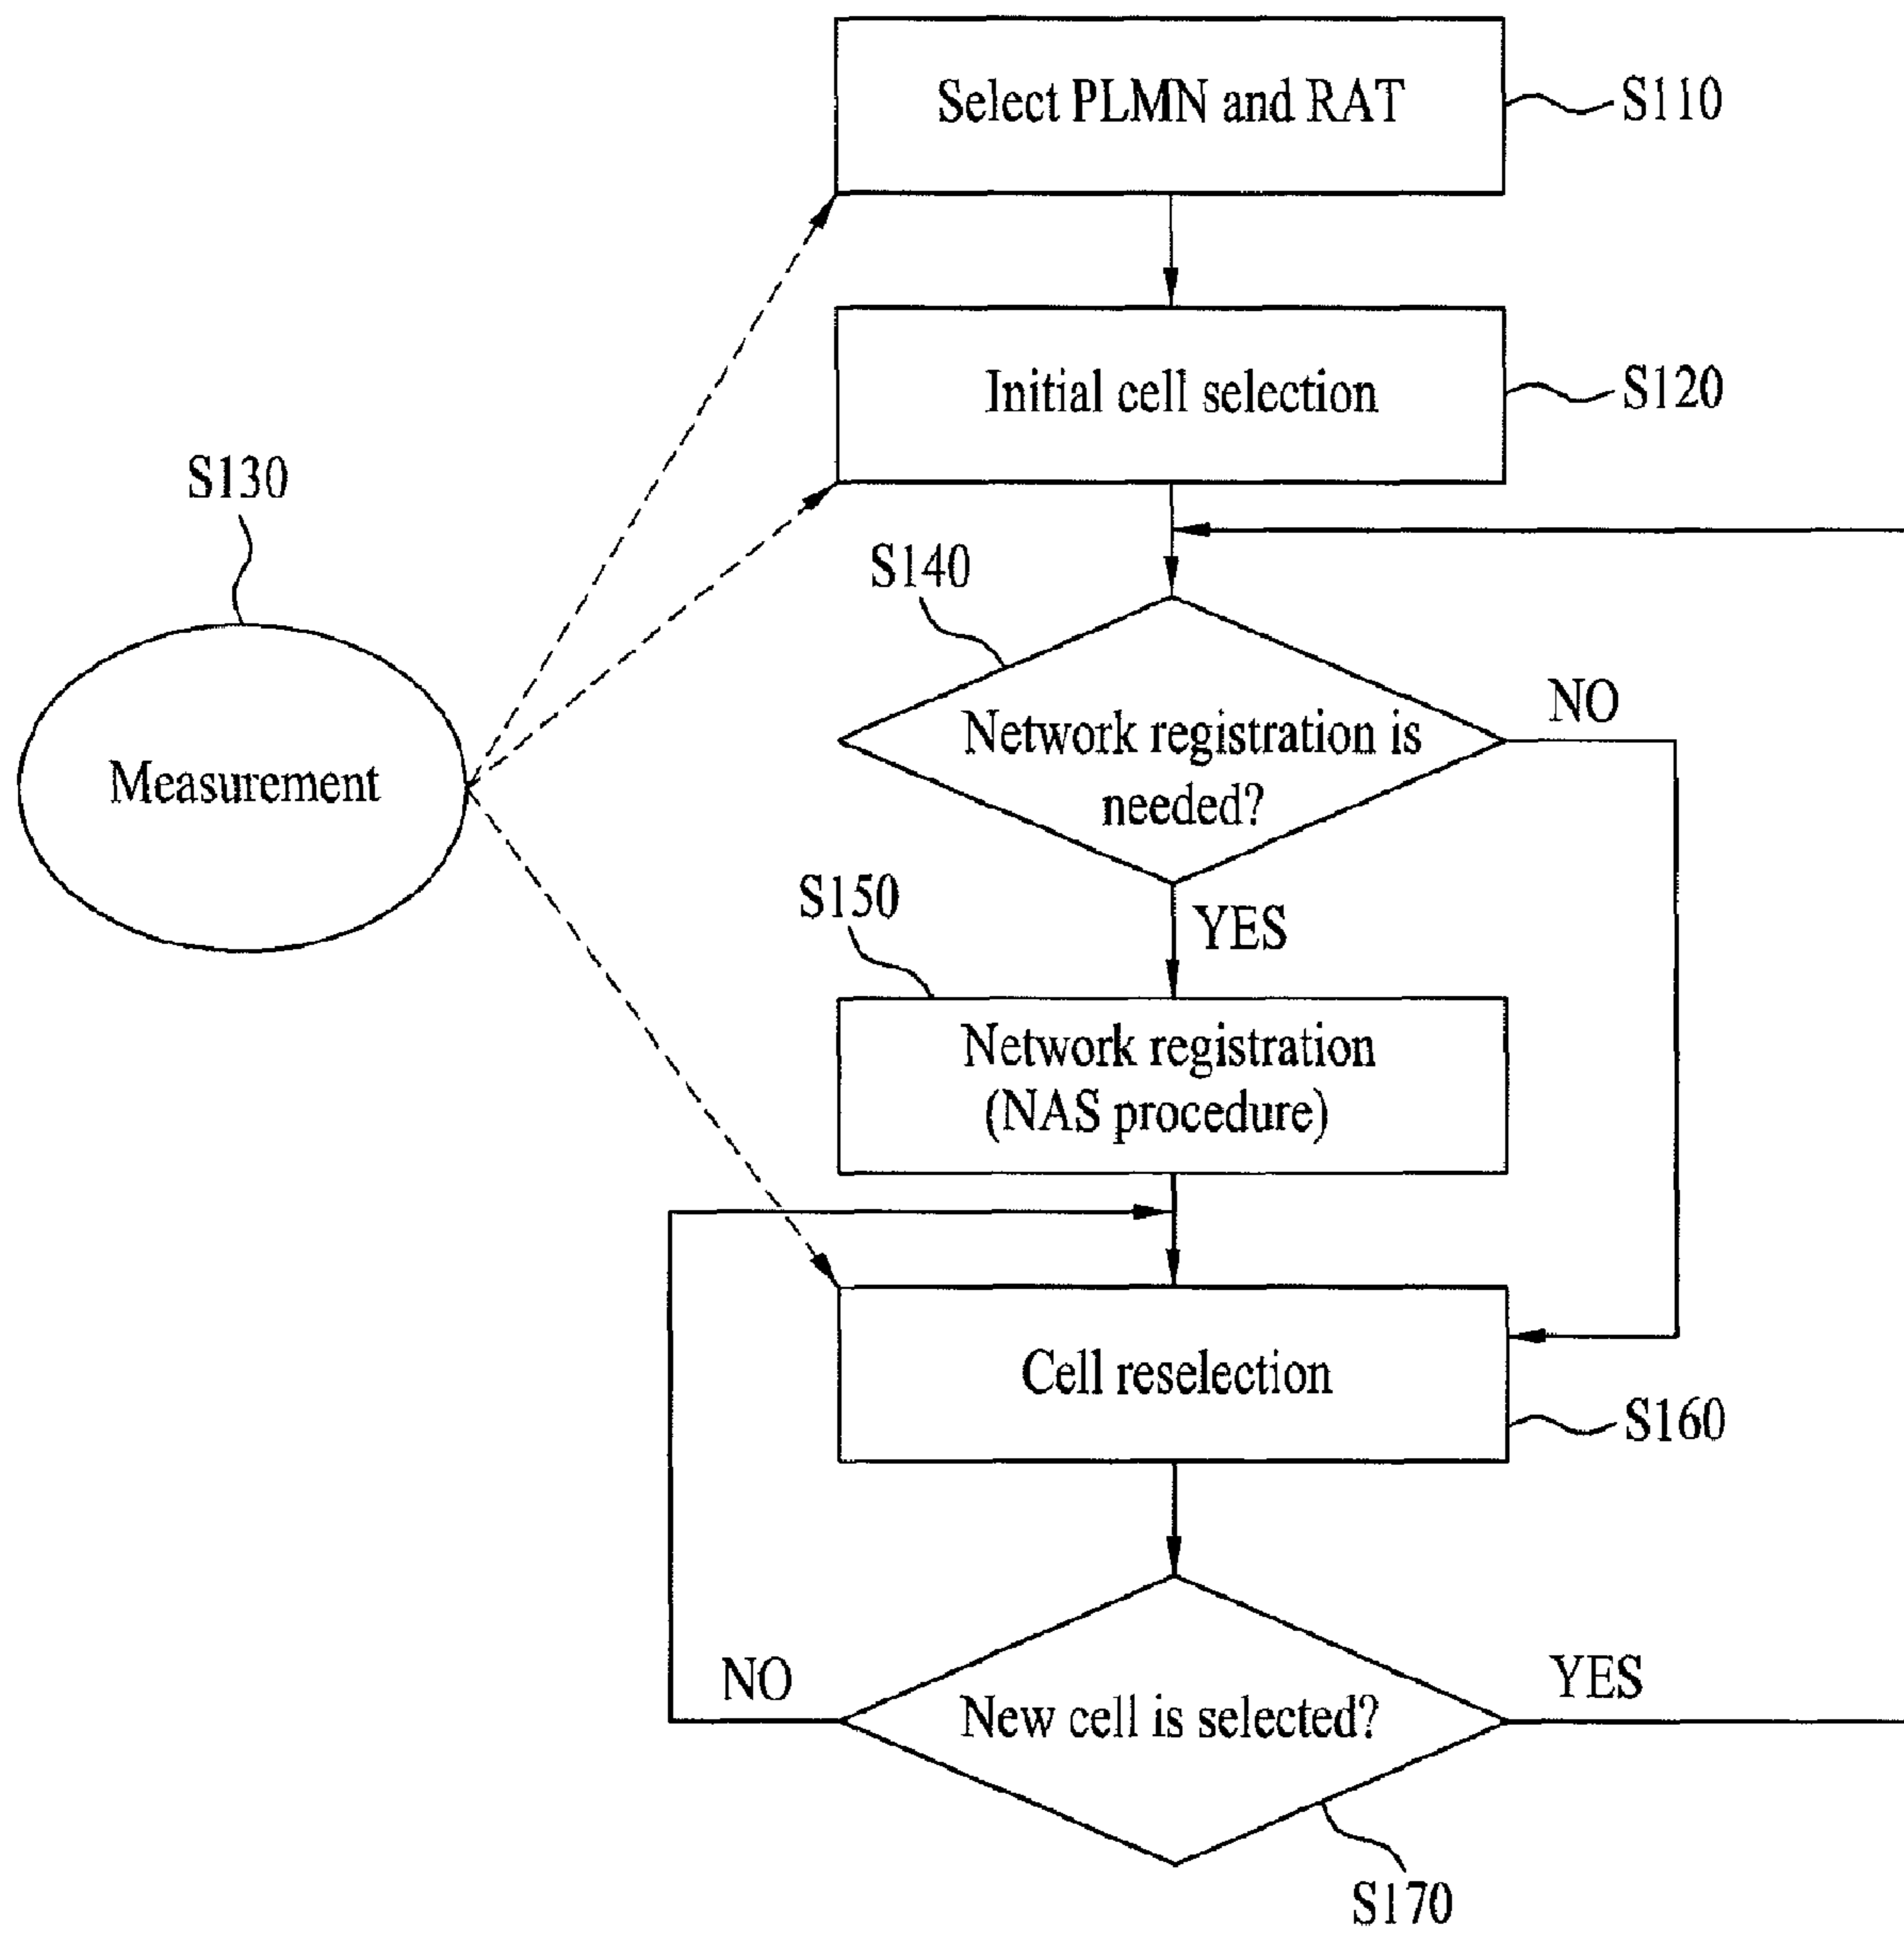 Select PLMN and RAT
S110
Initial cell selection
S120
S130
Measurement
S140
Network registration is
needed?
NO
YES
S150
Network registration
(NAS procedure)
Cell reselection
S160
NO
New cell is selected?
YES
S170